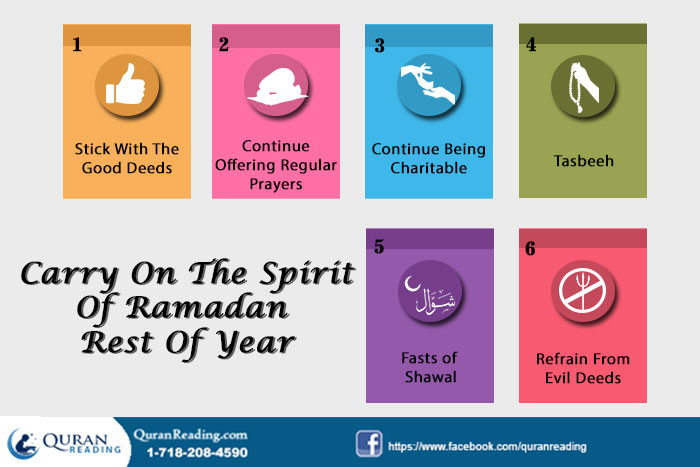 1
Stick With The
Good Deeds
2
Continue
Offering Regular
Prayers
3
Continue Being
Charitable
4
Tasbeeh
Carry On The Spirit
Of Ramadan
Rest Of Year
5
شَوَّال
Fasts of
Shawal
6
Refrain From
Evil Deeds
QURAN
READING
QuranReading.com
1-718-208-4590
f
https://www.facebook.com/quranreading